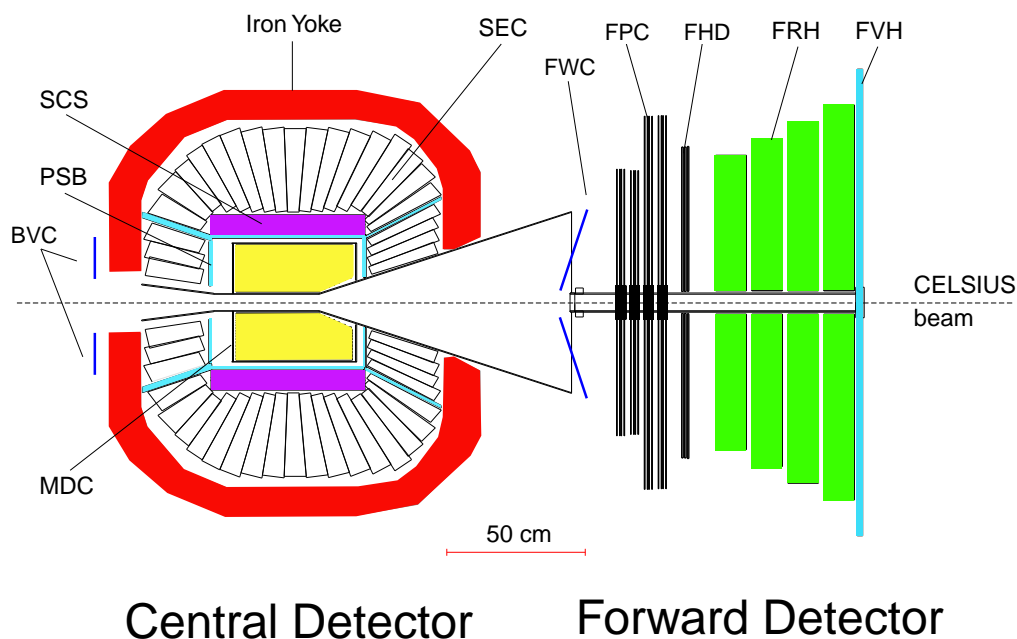 Iron Yoke
SEC
FPC
FHD
FRH
FVH
FWC
SCS
PSB
BVC
CELSIUS
beam
MDC
50 cm
Central Detector
Forward Detector